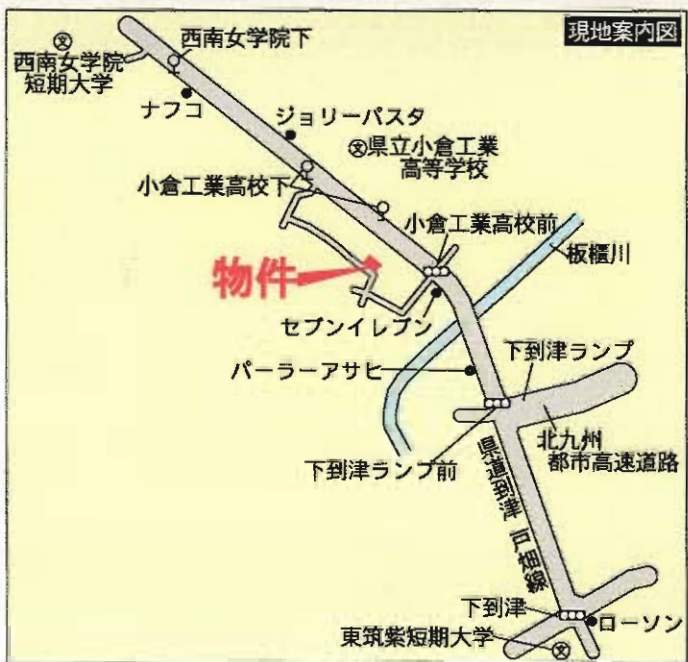 現地案内図
西南女学院下
西南女学院
短期大学
ナフコ
ジョリーパスタ
県立小倉工業
高等学校
小倉工業高校下
小倉工業高校前
板櫃川
物件
セブンイレブン
パーラーアサヒ
下到津ランプ
北九州
都市高速道路
下到津ランプ前
県道到津戸畑線
下到津
ローソン
東筑紫短期大学